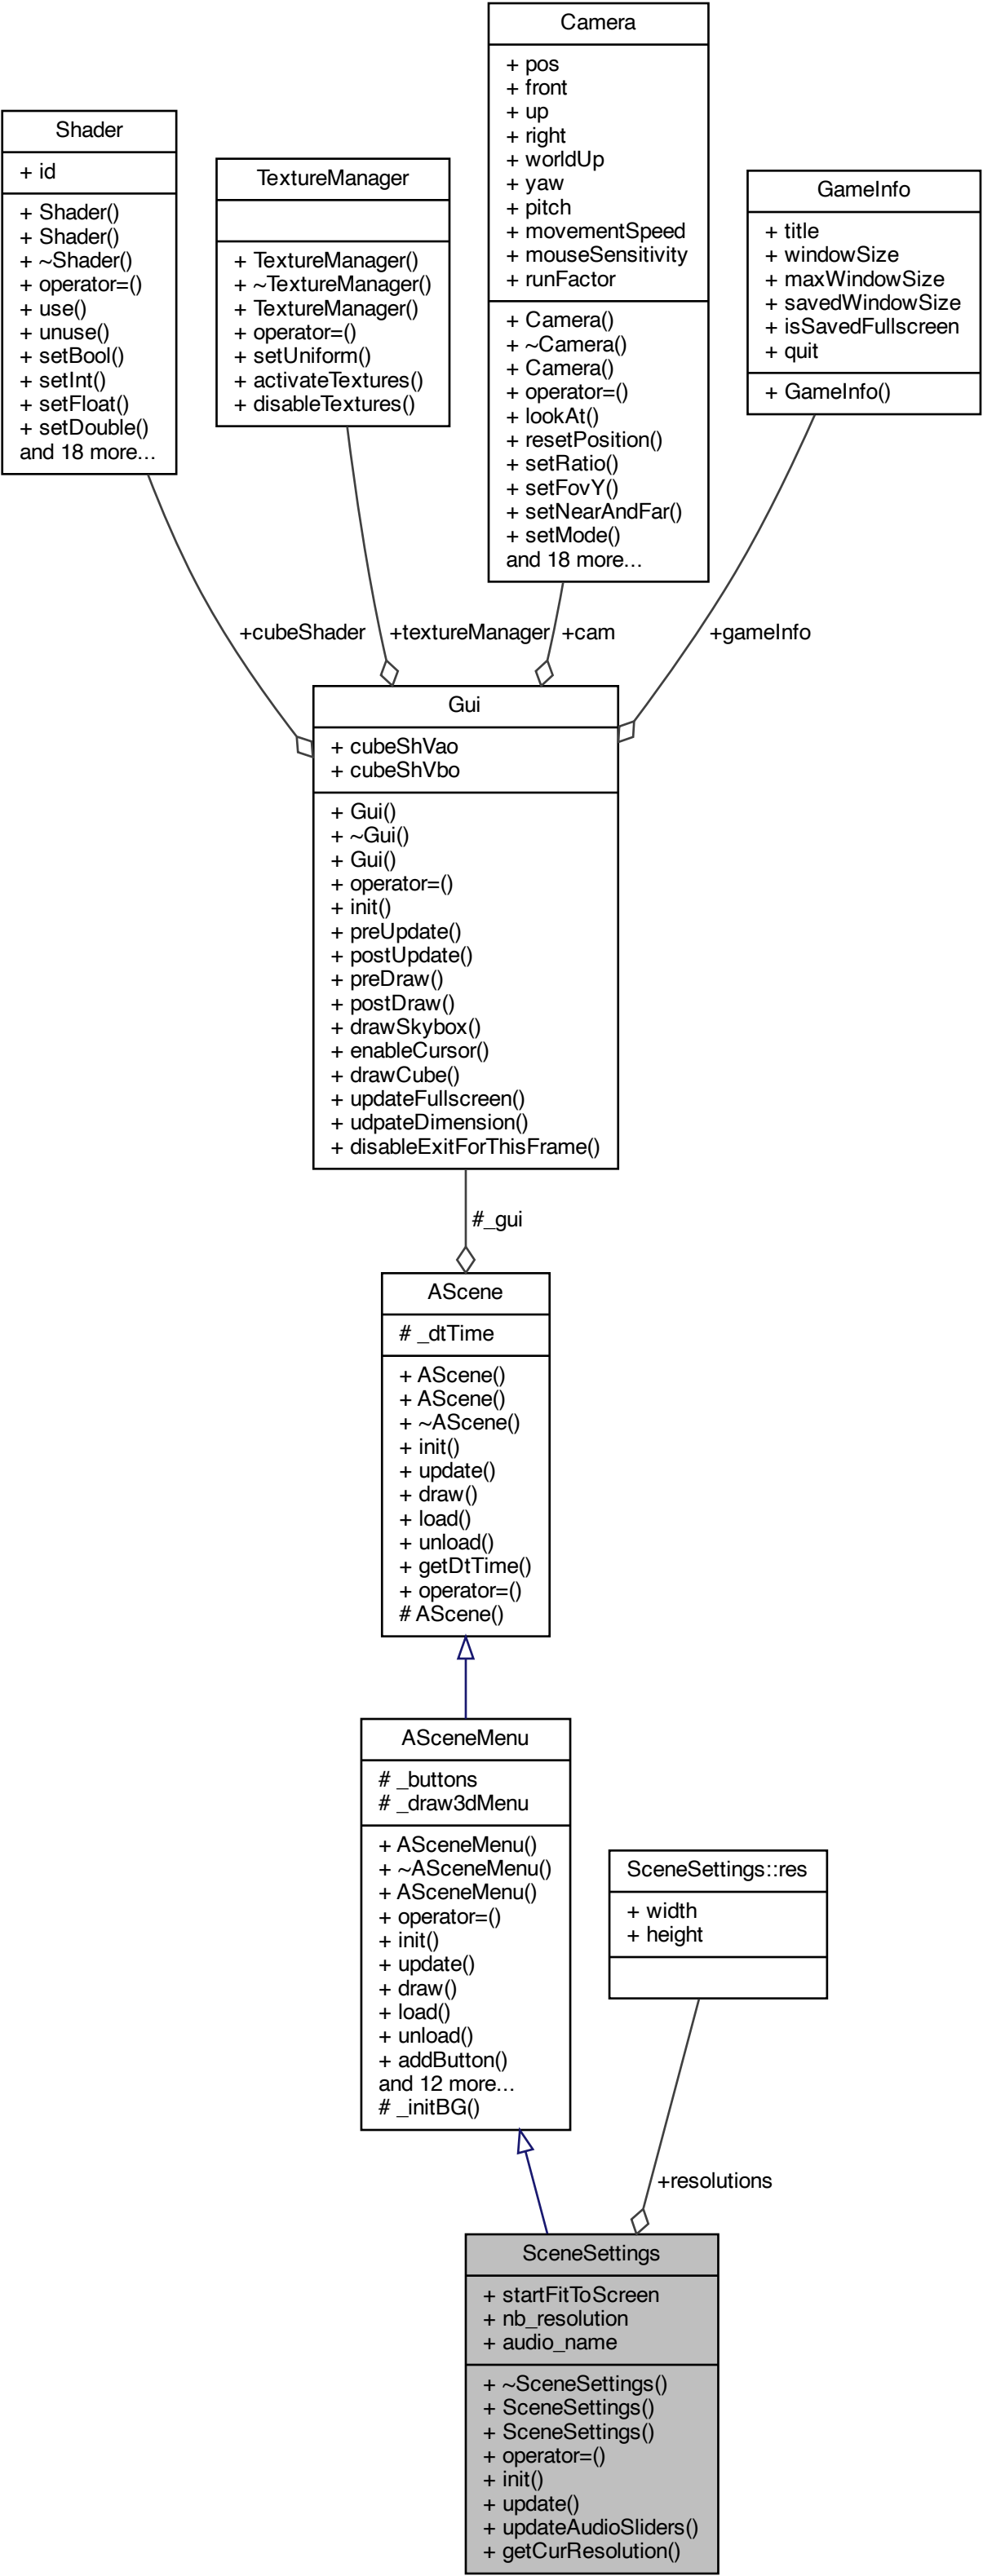 Camera
+ pos
+ front
+ up
+ right
+ worldUp
+ yaw
+ pitch
+ movementSpeed
+ mouseSensitivity
+ runFactor
+ Camera()
+ ~Camera()
+ Camera()
+ operator=()
+ lookAt()
+ resetPosition()
+ setRatio()
+ setFovY()
+ setNearAndFar()
+ setMode()
and 18 more...
Shader
+ id
+ Shader()
+ Shader()
+ ~Shader()
+ operator=()
+ use()
+ unuse()
+ setBool()
+ setInt()
+ setFloat()
+ setDouble()
and 18 more...
TextureManager
+ TextureManager()
+ ~TextureManager()
+ TextureManager()
+ operator=()
+ setUniform()
+ activateTextures()
+ disableTextures()
GameInfo
+ title
+ windowSize
+ maxWindowSize
+ savedWindowSize
+ isSavedFullscreen
+ quit
+ GameInfo()
+cubeShader
+textureManager
+cam
+gameInfo
Gui
+ cubeShVao
+ cubeShVbo
+ Gui()
+ ~Gui()
+ Gui()
+ operator=()
+ init()
+ preUpdate()
+ postUpdate()
+ preDraw()
+ postDraw()
+ drawSkybox()
+ enableCursor()
+ drawCube()
+ updateFullscreen()
+ udpateDimension()
+ disableExitForThisFrame()
#_gui
AScene
# _dtTime
+ AScene()
+ AScene()
+ ~AScene()
+ init()
+ update()
+ draw()
+ load()
+ unload()
+ getDtTime()
+ operator=()
# AScene()
ASceneMenu
# _buttons
# _draw3dMenu
+ ASceneMenu()
+ ~ASceneMenu()
+ ASceneMenu()
+ operator=()
+ init()
+ update()
+ draw()
+ load()
+ unload()
+ addButton()
and 12 more...
# _initBG()
SceneSettings::res
+ width
+ height
+resolutions
SceneSettings
+ startFitToScreen
+ nb_resolution
+ audio_name
+ ~SceneSettings()
+ SceneSettings()
+ SceneSettings()
+ operator=()
+ init()
+ update()
+ updateAudioSliders()
+ getCurResolution()